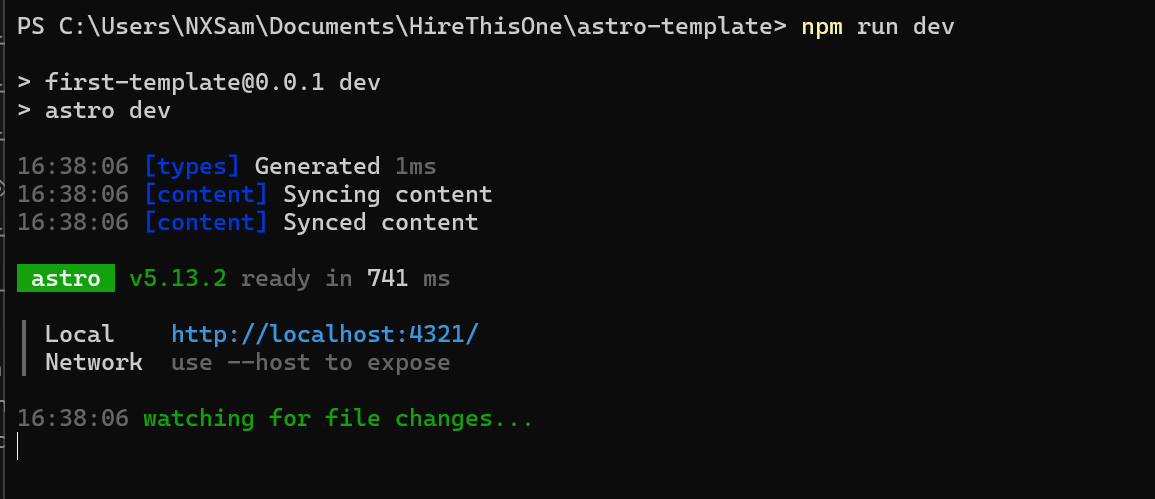 PS C:\Users\NXSam\Documents\HireThisOne\astro-template> npm run dev
> first-template@0.0.1 dev
> astro dev
16:38:06 [types] Generated 1ms
16:38:06 [content] Syncing content
16:38:06 [content] Synced content
astro v5.13.2 ready in 741 ms
Local http://localhost:4321/
Network use --host to expose
16:38:06 watching for file changes...